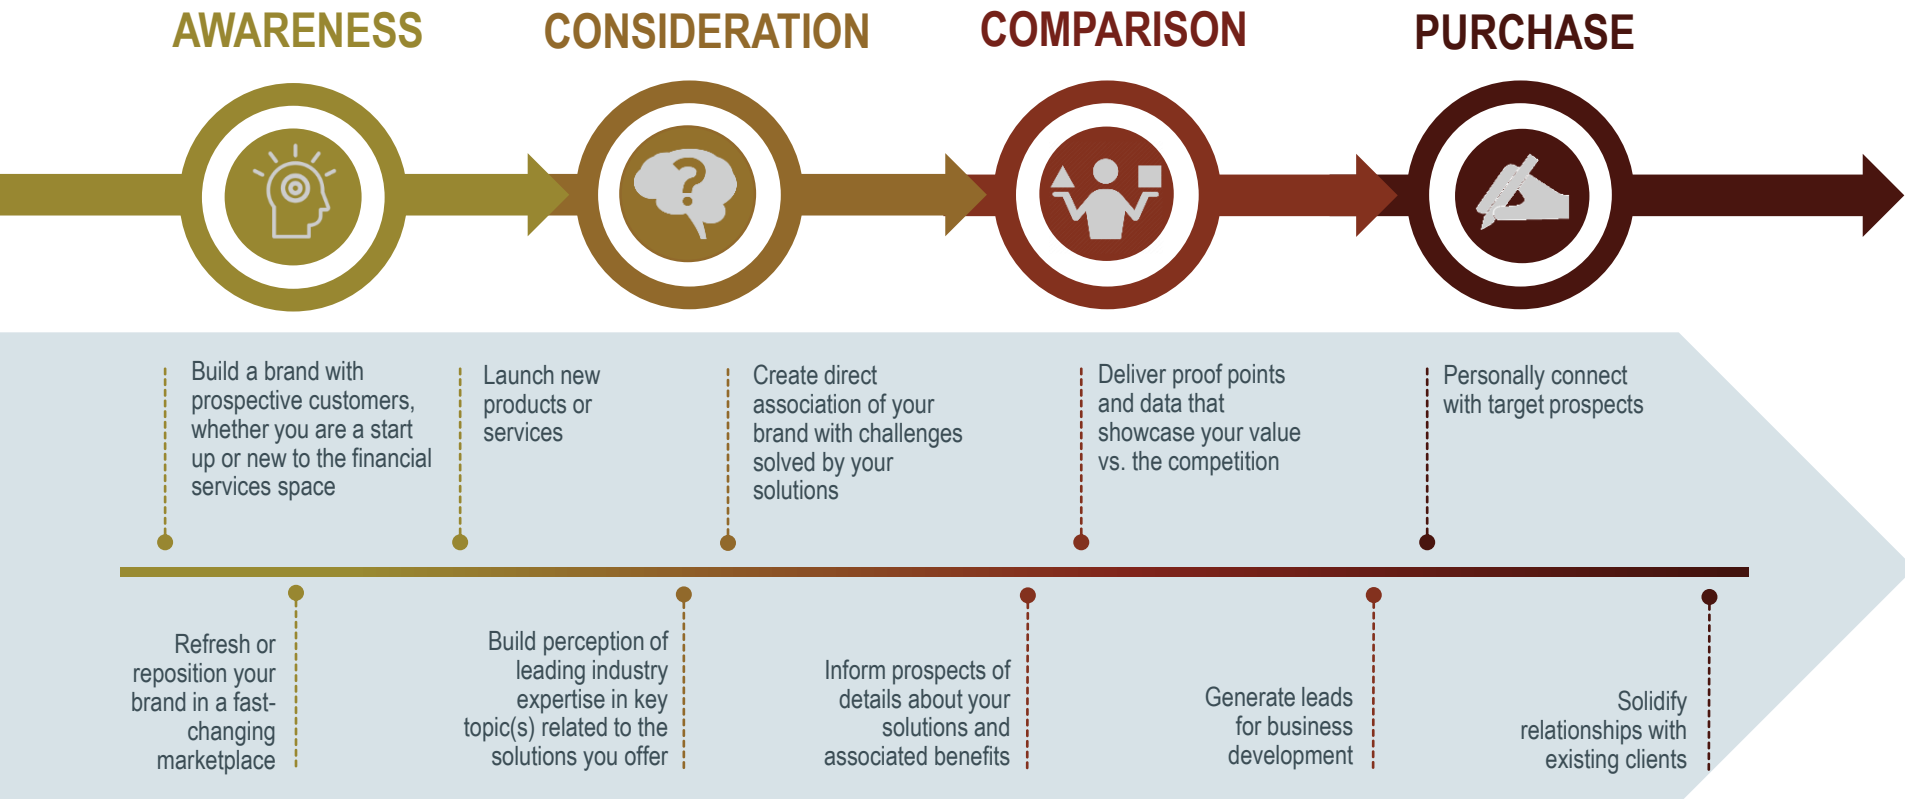 AWARENESS
CONSIDERATION
COMPARISON
PURCHASE
?
Build a brand with
prospective customers,
whether you are a start
up or new to the financial
services space
Launch new
products or
services
Create direct
association of your
brand with challenges
solved by your
solutions
Deliver proof points
and data that
showcase your value
vs. the competition
Personally connect
with target prospects
Refresh or
reposition your
brand in a fast-
changing
marketplace
Build perception of
leading industry
expertise in key
topic(s) related to the
solutions you offer
Inform prospects of
details about your
solutions and
associated benefits
Generate leads
for business
development
Solidify
relationships with
existing clients